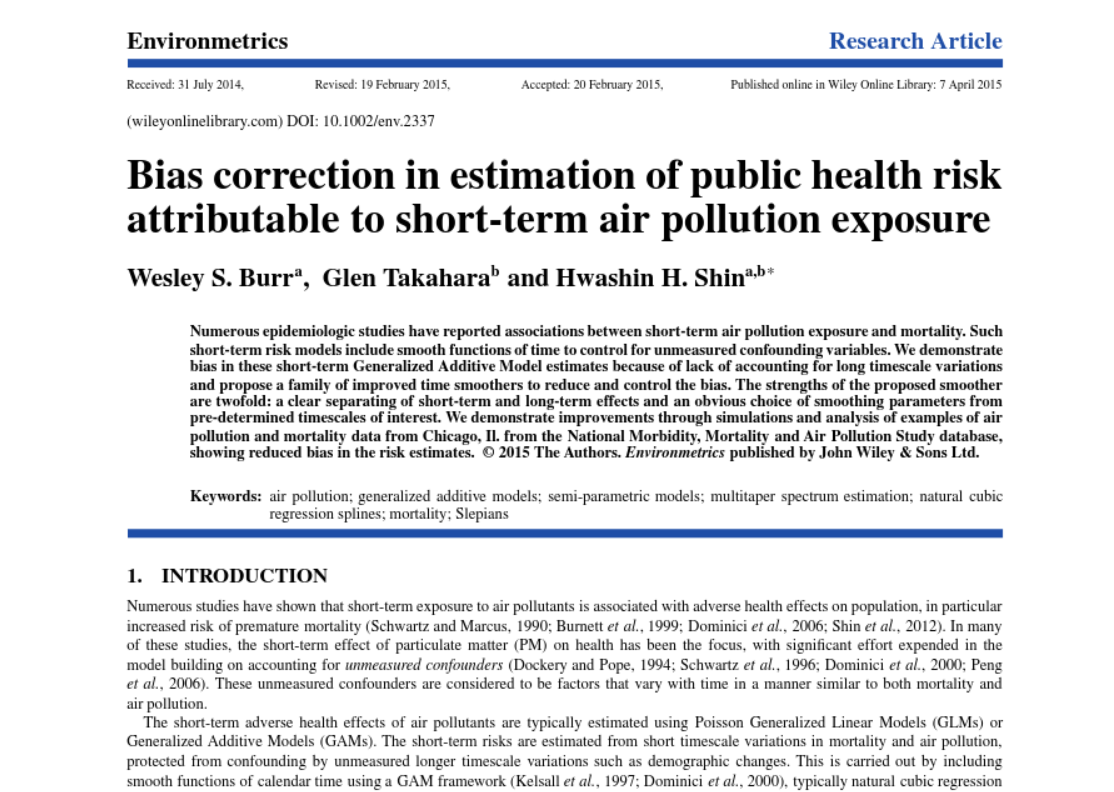 Environmetrics
Research Article
Received: 31 July 2014,
Revised: 19 February 2015,
Accepted: 20 February 2015,
Published online in Wiley Online Library: 7 April 2015
(wileyonlinelibrary.com) DOI: 10.1002/env.2337
Bias correction in estimation of public health risk
attributable to short-term air pollution exposure
Wesley S. Burrᵃ, Glen Takaharaᵇ and Hwashin H. Shinᵃ,ᵇ*
Numerous epidemiologic studies have reported associations between short-term air pollution exposure and mortality. Such
short-term risk models include smooth functions of time to control for unmeasured confounding variables. We demonstrate
bias in these short-term Generalized Additive Model estimates because of lack of accounting for long timescale variations
and propose a family of improved time smoothers to reduce and control the bias. The strengths of the proposed smoother
are twofold: a clear separating of short-term and long-term effects and an obvious choice of smoothing parameters from
pre-determined timescales of interest. We demonstrate improvements through simulations and analysis of examples of air
pollution and mortality data from Chicago, Il. from the National Morbidity, Mortality and Air Pollution Study database,
showing reduced bias in the risk estimates. © 2015 The Authors. Environmetrics published by John Wiley & Sons Ltd.
Keywords: air pollution; generalized additive models; semi-parametric models; multitaper spectrum estimation; natural cubic
regression splines; mortality; Slepians
1. INTRODUCTION
Numerous studies have shown that short-term exposure to air pollutants is associated with adverse health effects on population, in particular
increased risk of premature mortality (Schwartz and Marcus, 1990; Burnett et al., 1999; Dominici et al., 2006; Shin et al., 2012). In many
of these studies, the short-term effect of particulate matter (PM) on health has been the focus, with significant effort expended in the
model building on accounting for unmeasured confounders (Dockery and Pope, 1994; Schwartz et al., 1996; Dominici et al., 2000; Peng
et al., 2006). These unmeasured confounders are considered to be factors that vary with time in a manner similar to both mortality and
air pollution.
The short-term adverse health effects of air pollutants are typically estimated using Poisson Generalized Linear Models (GLMs) or
Generalized Additive Models (GAMs). The short-term risks are estimated from short timescale variations in mortality and air pollution,
protected from confounding by unmeasured longer timescale variations such as demographic changes. This is carried out by including
smooth functions of calendar time using a GAM framework (Kelsall et al., 1997; Dominici et al., 2000), typically natural cubic regression